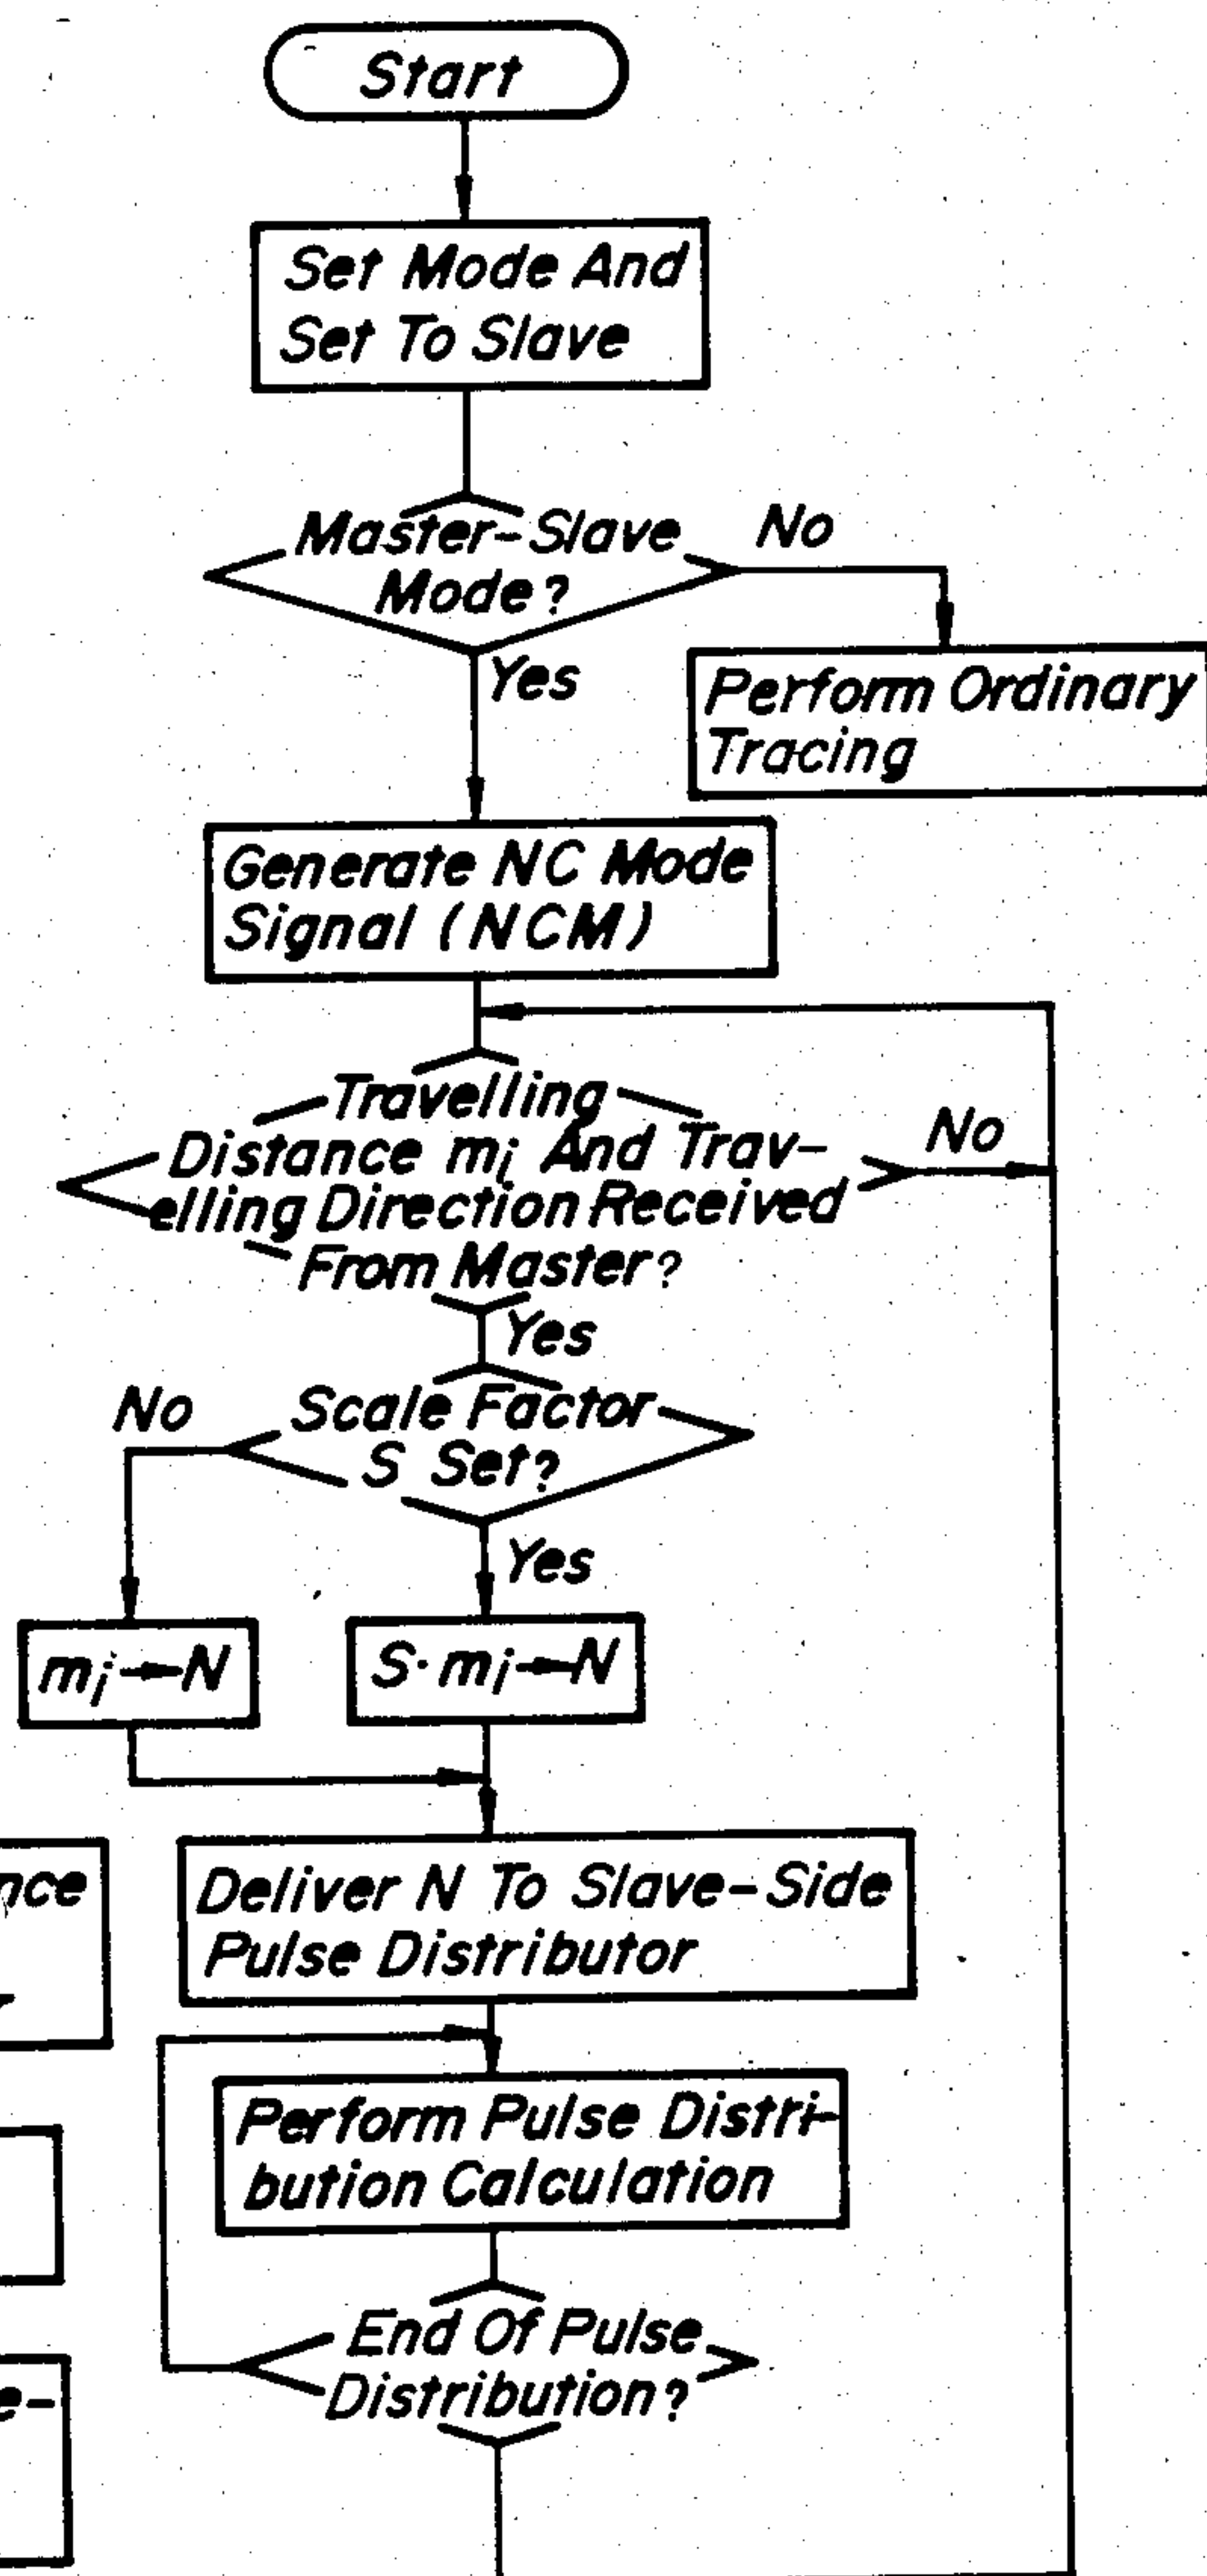 Start
Set Mode And
Set To Slave
Master-Slave
Mode?
No
Yes
Perform Ordinary
Tracing
Generate NC Mode
Signal (NCM)
Travelling
Distance mi And Trav-
elling Direction Received
From Master?
No
Yes
No
Scale Factor
S Set?
Yes
mi→N
S·mi→N
nce
Deliver N To Slave-Side
Pulse Distributor
Perform Pulse Distri-
bution Calculation
End Of Pulse
Distribution?
e-